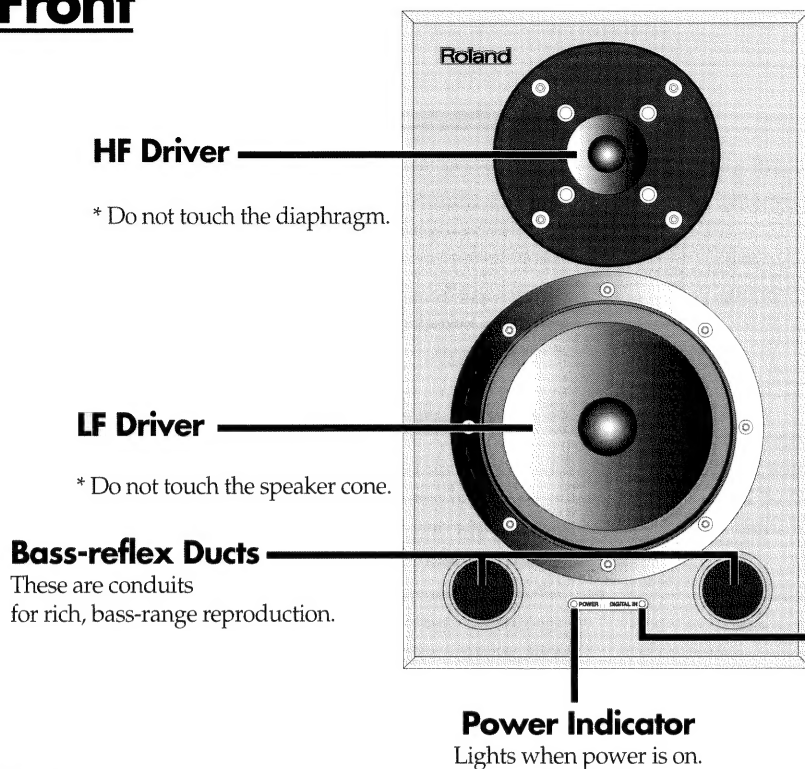 Front
Roland
HF Driver
* Do not touch the diaphragm.
LF Driver
* Do not touch the speaker cone.
Bass-reflex Ducts
These are conduits
for rich, bass-range reproduction.
POWER DIGITAL IN
Power Indicator
Lights when power is on.